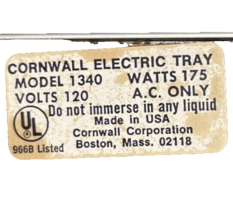 CORNWALL ELECTRIC TRAY
MODEL 1340 WATTS 175
VOLTS 120 A.C. ONLY
Do not immerse in any liquid
Made in USA
Cornwall Corporation
Boston, Mass. 02118
UL
966B Listed